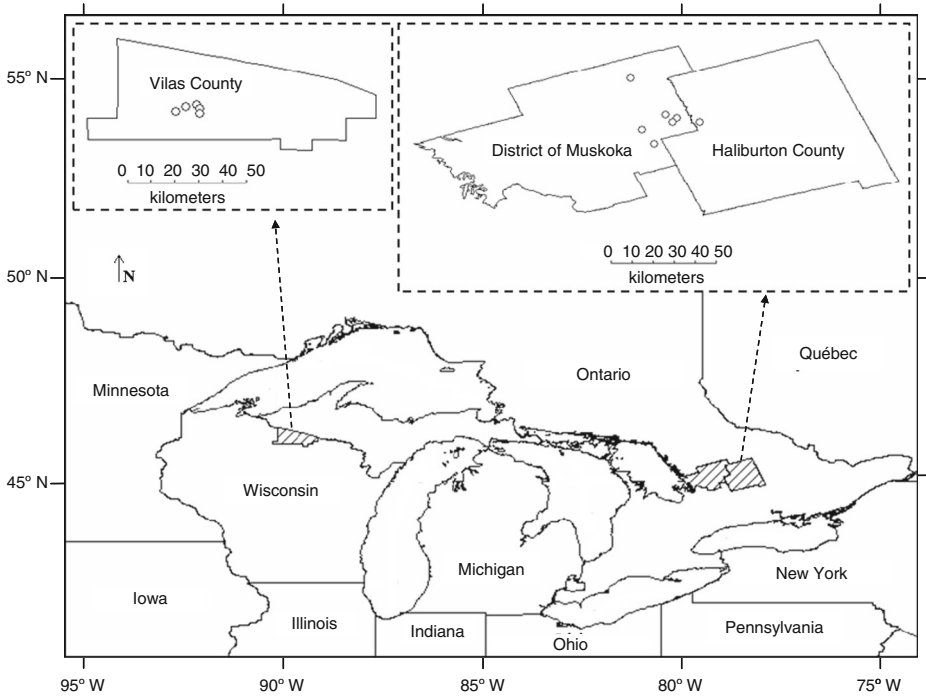 55° N
50° N
45° N
Vilas County
0 10 20 30 40 50
kilometers
District of Muskoka
Haliburton County
0 10 20 30 40 50
kilometers
N
Minnesota
Ontario
Québec
Wisconsin
Michigan
New York
Iowa
Illinois
Indiana
Ohio
Pennsylvania
95° W
90° W
85° W
80° W
75° W